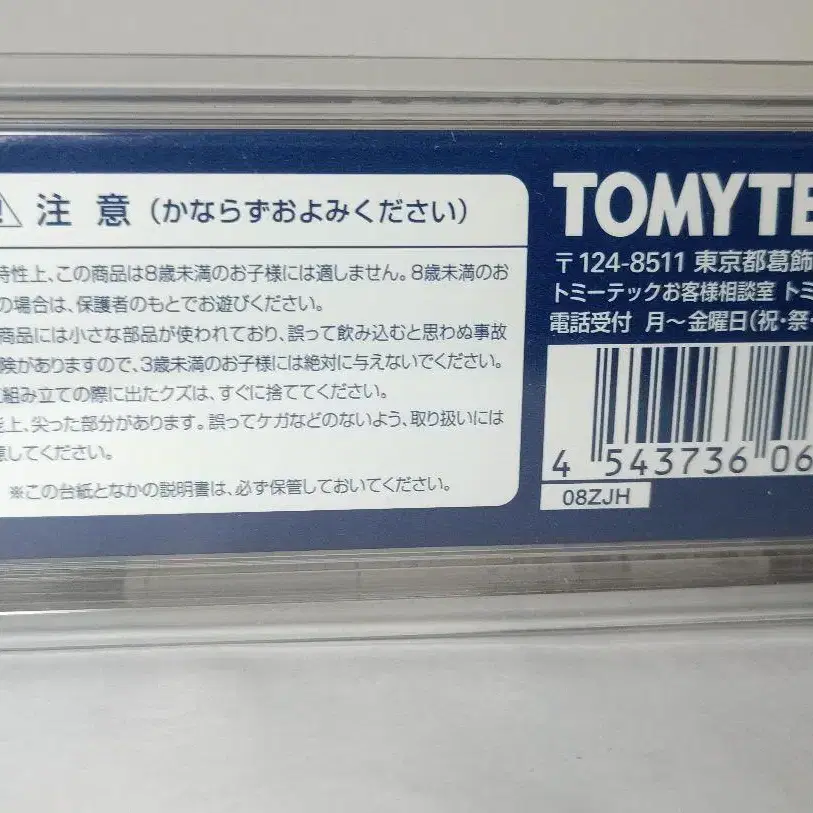 注意（かならずおよみください）
特性上、この商品は8歳未満のお子様には適しません。8歳未満のお
の場合は、保護者のもとでお遊びください。
商品には小さな部品が使われており、誤って飲み込むと思わぬ事故
険がありますので、3歳未満のお子様には絶対に与えないでください。
組み立ての際に出たクズは、すぐに捨ててください。
上、尖った部分があります。誤ってケガなどのないよう、取り扱いには
してください。
※この台紙となかの説明書は、必ず保管しておいてください。
TOMYTE
〒124-8511 東京都葛飾
トミーテックお客様相談室 トミ
電話受付 月～金曜日(祝・祭・
4 543736 06
08ZJH